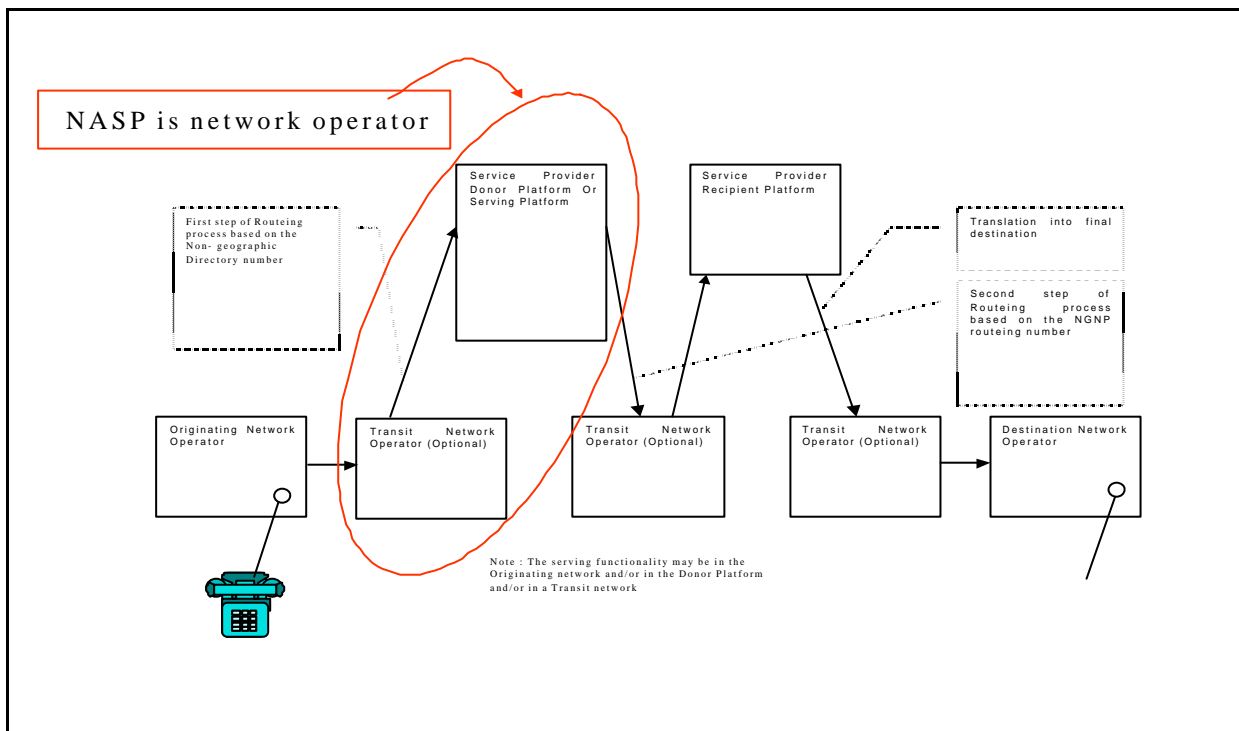 NASP is network operator
Service Provider
Donor Platform Or
Serving Platform
Service Provider
Recipient Platform
First step of Routeing
process based on the
Non- geographic
Directory number
Translation into final
destination
Second step of
Routeing process
based on the NGNP
routeing number
Originating Network
Operator
Transit Network
Operator (Optional)
Transit Network
Operator (Optional)
Transit Network
Operator (Optional)
Destination Network
Operator
Note : The serving functionality may be in the
Originating network and/or in the Donor Platform
and/or in a Transit network